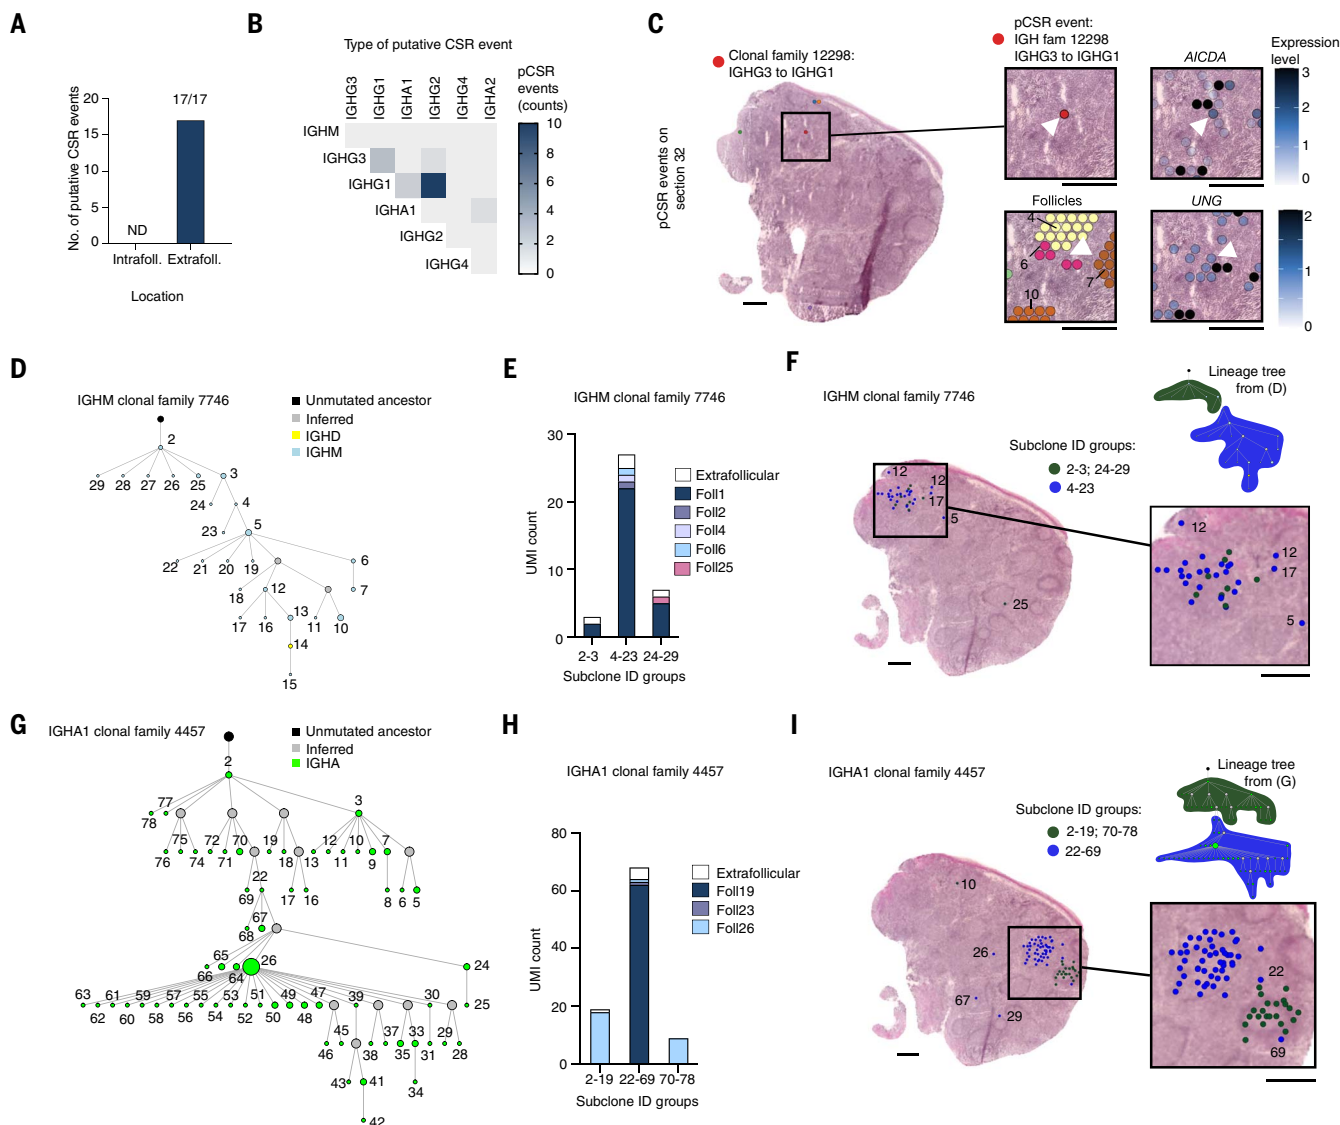 A
No. of putative CSR events
20
15
10
5
0
17/17
ND
Intrafoll. Extrafoll.
Location
B
Type of putative CSR event
IGHG3
IGHG1
IGHA1
IGHG2
IGHG4
IGHA2
IGHM
IGHG3
IGHG1
IGHA1
IGHG2
IGHG4
pCSR
events
(counts)
10
8
6
4
2
0
C
pCSR events on
section 32
Clonal family 12298:
IGHG3 to IGHG1
pCSR event:
IGH fam 12298
IGHG3 to IGHG1
AICDA
Expression
level
3
2
1
0
Follicles
4
6
7
10
UNG
2
1
0
D
IGHM clonal family 7746
Unmutated ancestor
Inferred
IGHD
IGHM
2
29 28 27 26 25 3
24 4
23 5
22 21 20 19 6
18 12 7
17 16 13 11 10
14
15
E
IGHM clonal family 7746
UMI count
30
20
10
0
Extrafollicular
Foll1
Foll2
Foll4
Foll6
Foll25
2-3 4-23 24-29
Subclone ID groups
F
IGHM clonal family 7746
Lineage tree
from (D)
Subclone ID groups:
2-3; 24-29
4-23
12
12
17
5
25
12
12
17
5
G
IGHA1 clonal family 4457
Unmutated ancestor
Inferred
IGHA
2
77 3
78
75 72 70 19 12 10 7
76 74 71 18 13 11 9
22
69 17 16 8 6 5
67
68
65 26 24
66 64
63 61 59 57 55 53 51 49 47 39 30 25
62 60 58 56 54 52 50 48
45 37 33 29
46 38 35 31 28
43 41 34
42
H
IGHA1 clonal family 4457
UMI count
80
60
40
20
0
Extrafollicular
Foll19
Foll23
Foll26
2-19 22-69 70-78
Subclone ID groups
I
IGHA1 clonal family 4457
Lineage tree
from (G)
Subclone ID groups:
2-19; 70-78
22-69
10
26
67
29
22
69